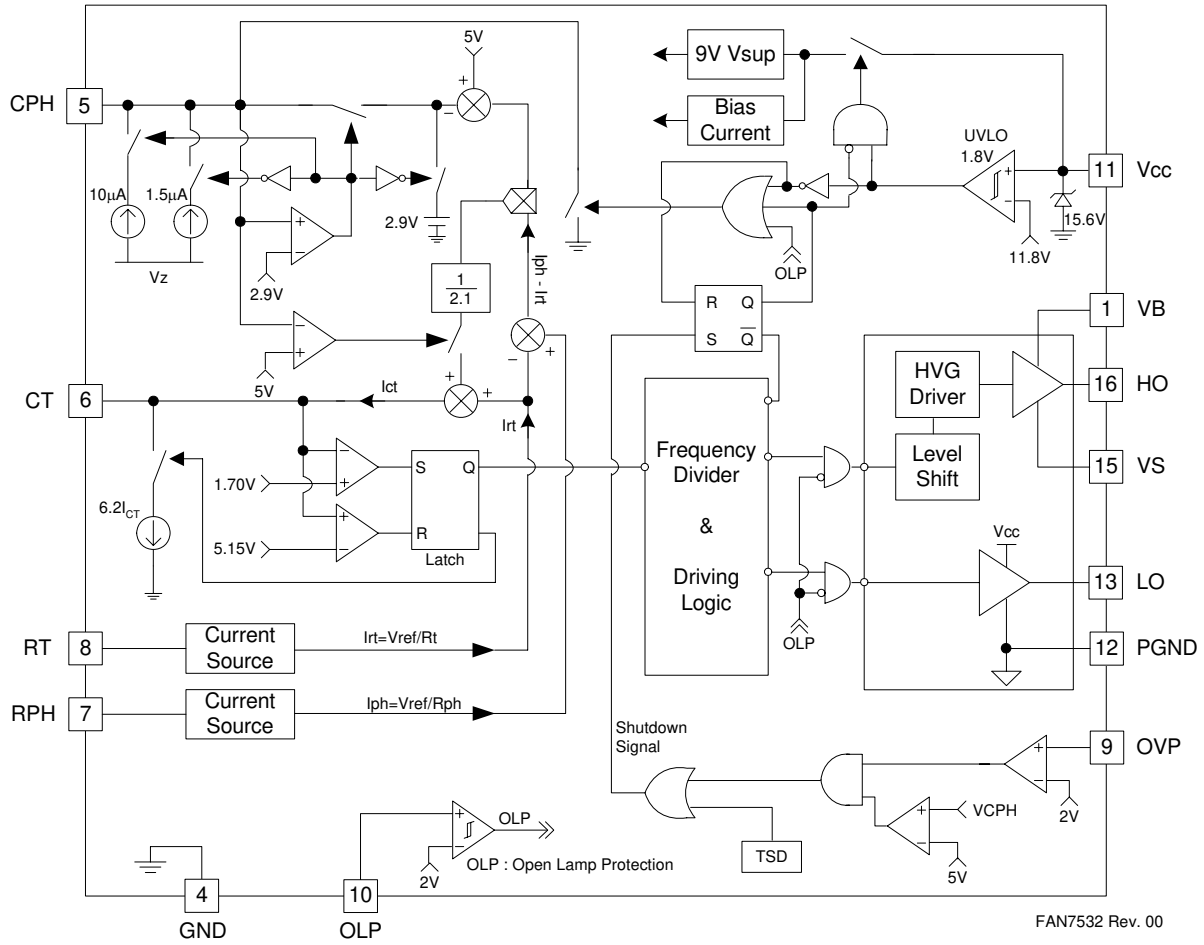 CPH
5
5V
+
−
9V Vsup
Bias
Current
UVLO
1.8V
+
−
11
Vcc
15.6V
11.8V
10μA
1.5μA
Vz
+
−
2.9V
2.9V
1
2.1
Iph - Irt
OLP
R Q
S Q
1
VB
−
+
5V
−
+
CT
6
Ict
+
+
Irt
HVG
Driver
16
HO
Level
Shift
15
VS
Frequency
Divider
&
Driving
Logic
1.70V
−
+
S Q
R
Latch
5.15V
+
−
6.2ICT
Vcc
13
LO
OLP
12
PGND
RT
8
Current
Source
Irt=Vref/Rt
RPH
7
Current
Source
Iph=Vref/Rph
Shutdown
Signal
9
OVP
+
−
2V
VCPH
+
−
5V
TSD
OLP
+
−
2V
OLP : Open Lamp Protection
4
GND
10
OLP
FAN7532 Rev. 00